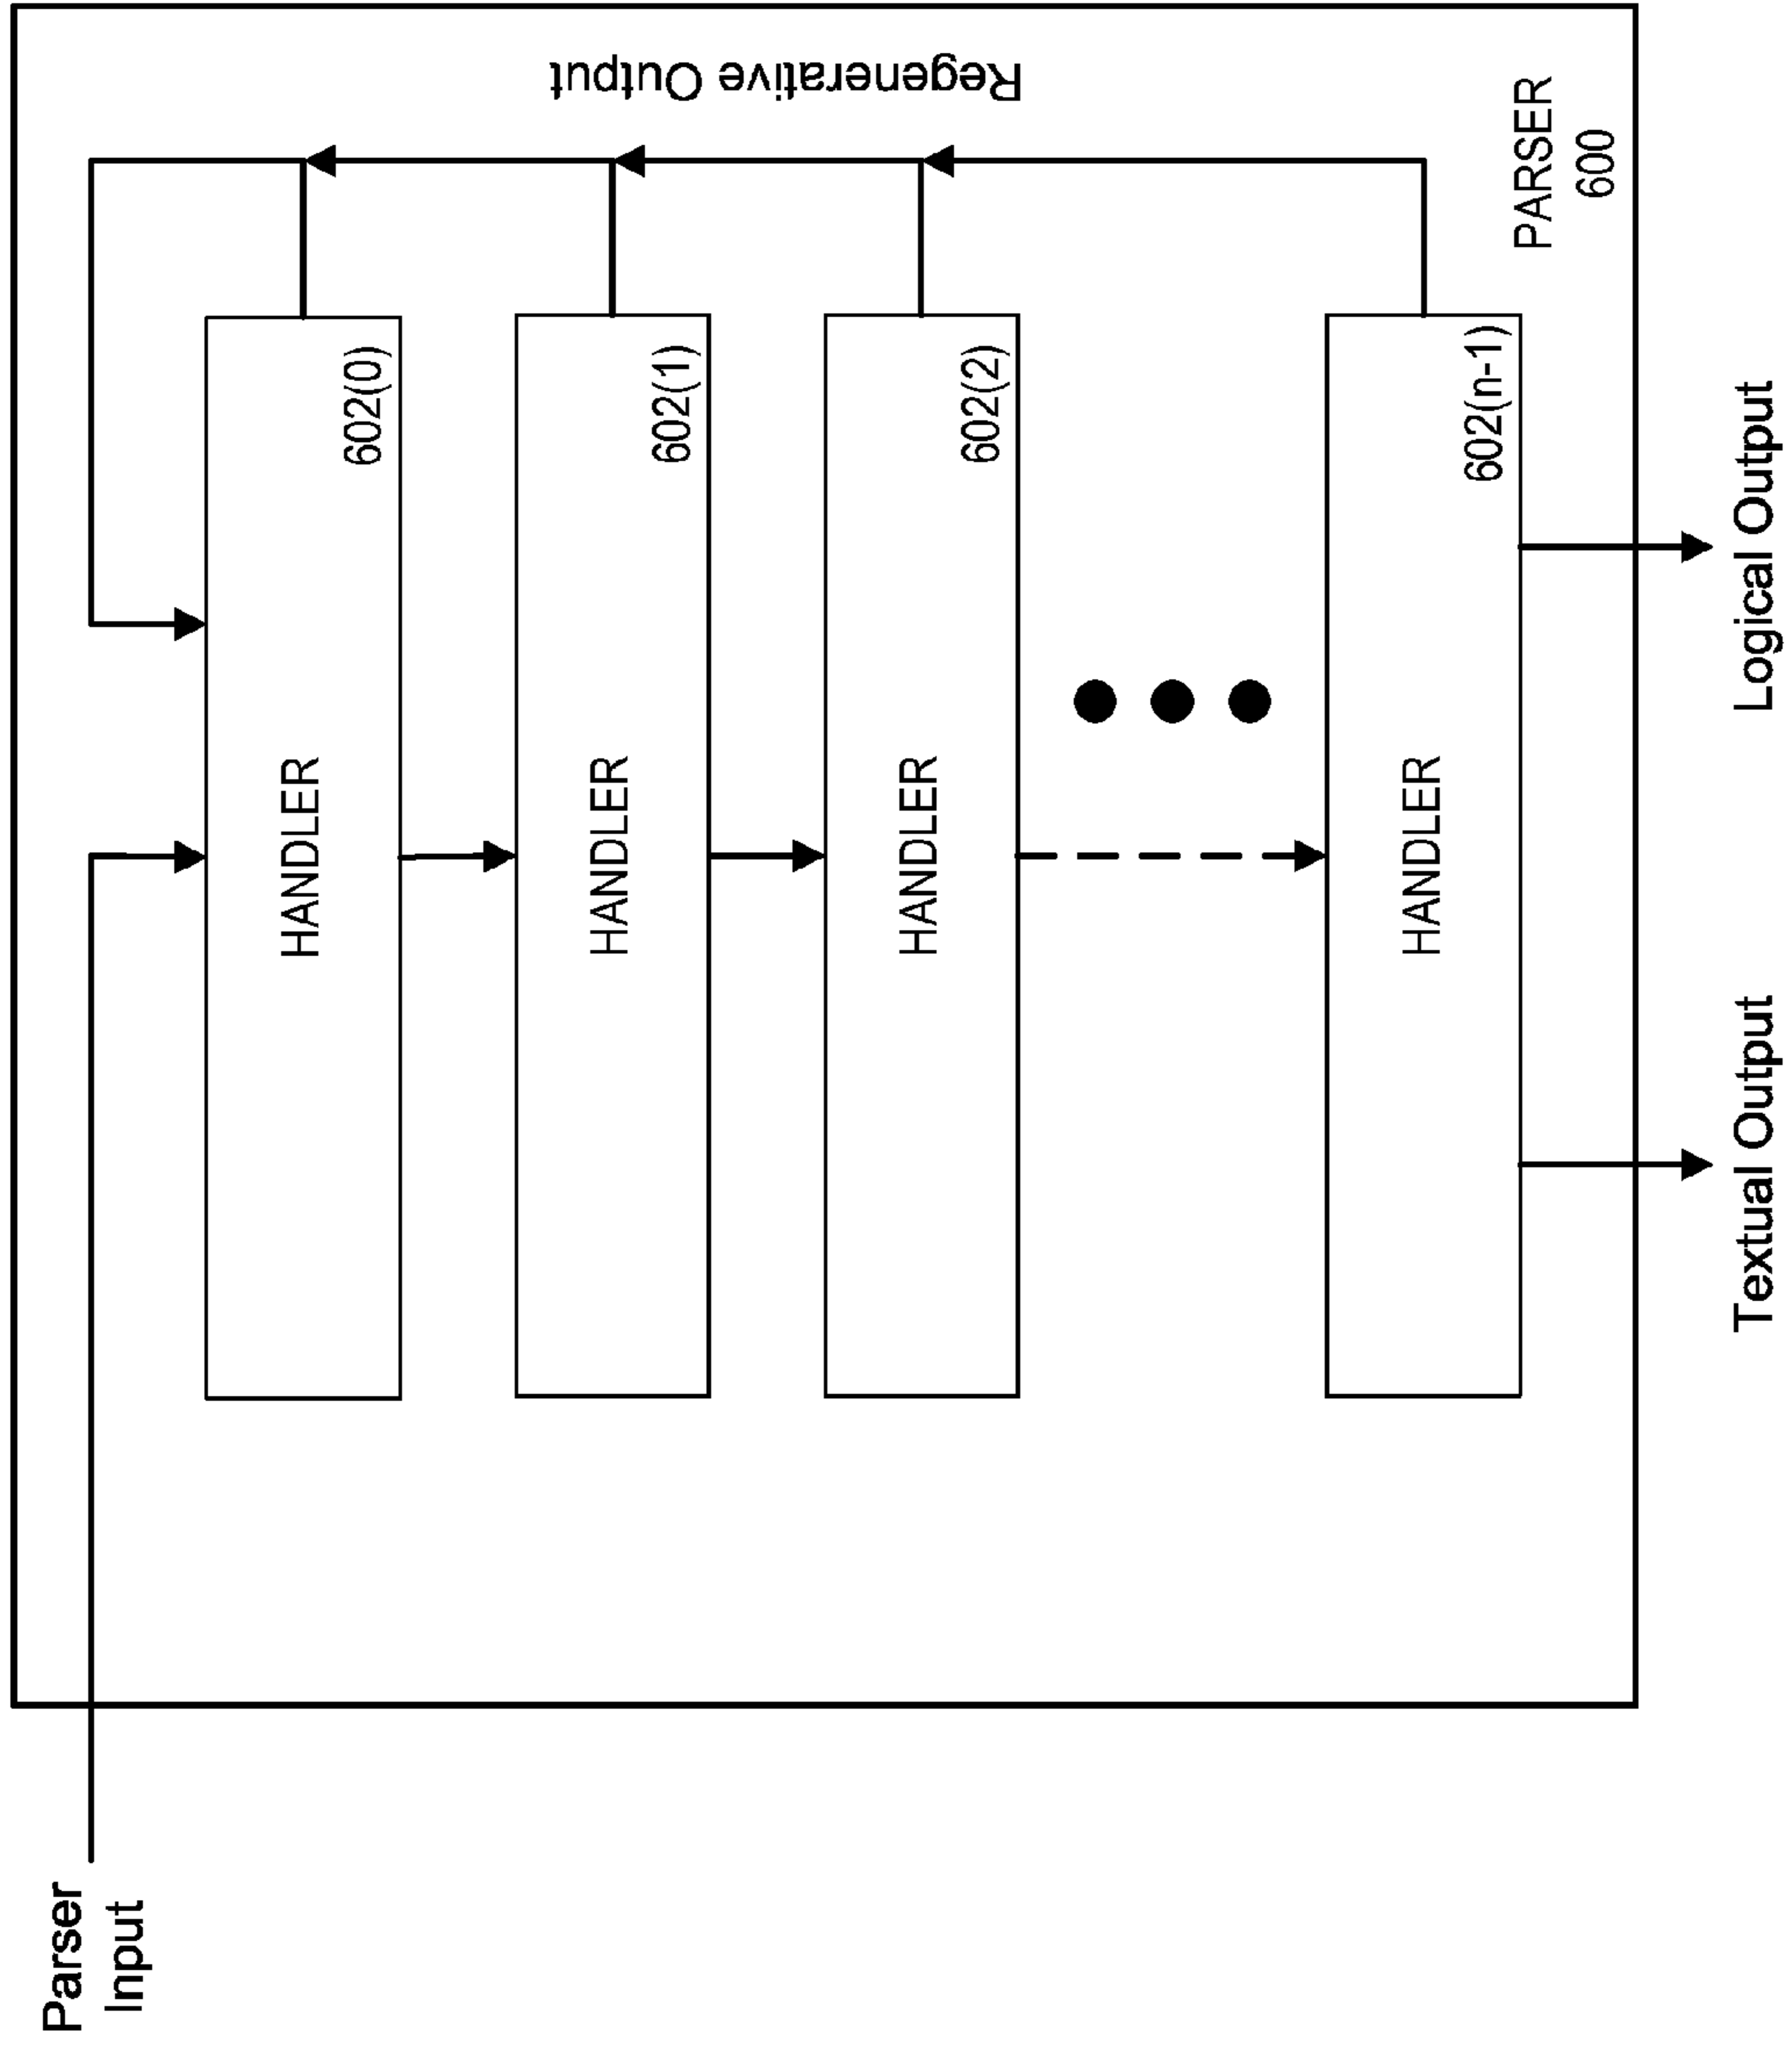 Parser
Input
HANDLER
602(0)
HANDLER
602(1)
HANDLER
602(2)
HANDLER
602(n-1)
Regenerative Output
PARSER
600
Textual Output
Logical Output